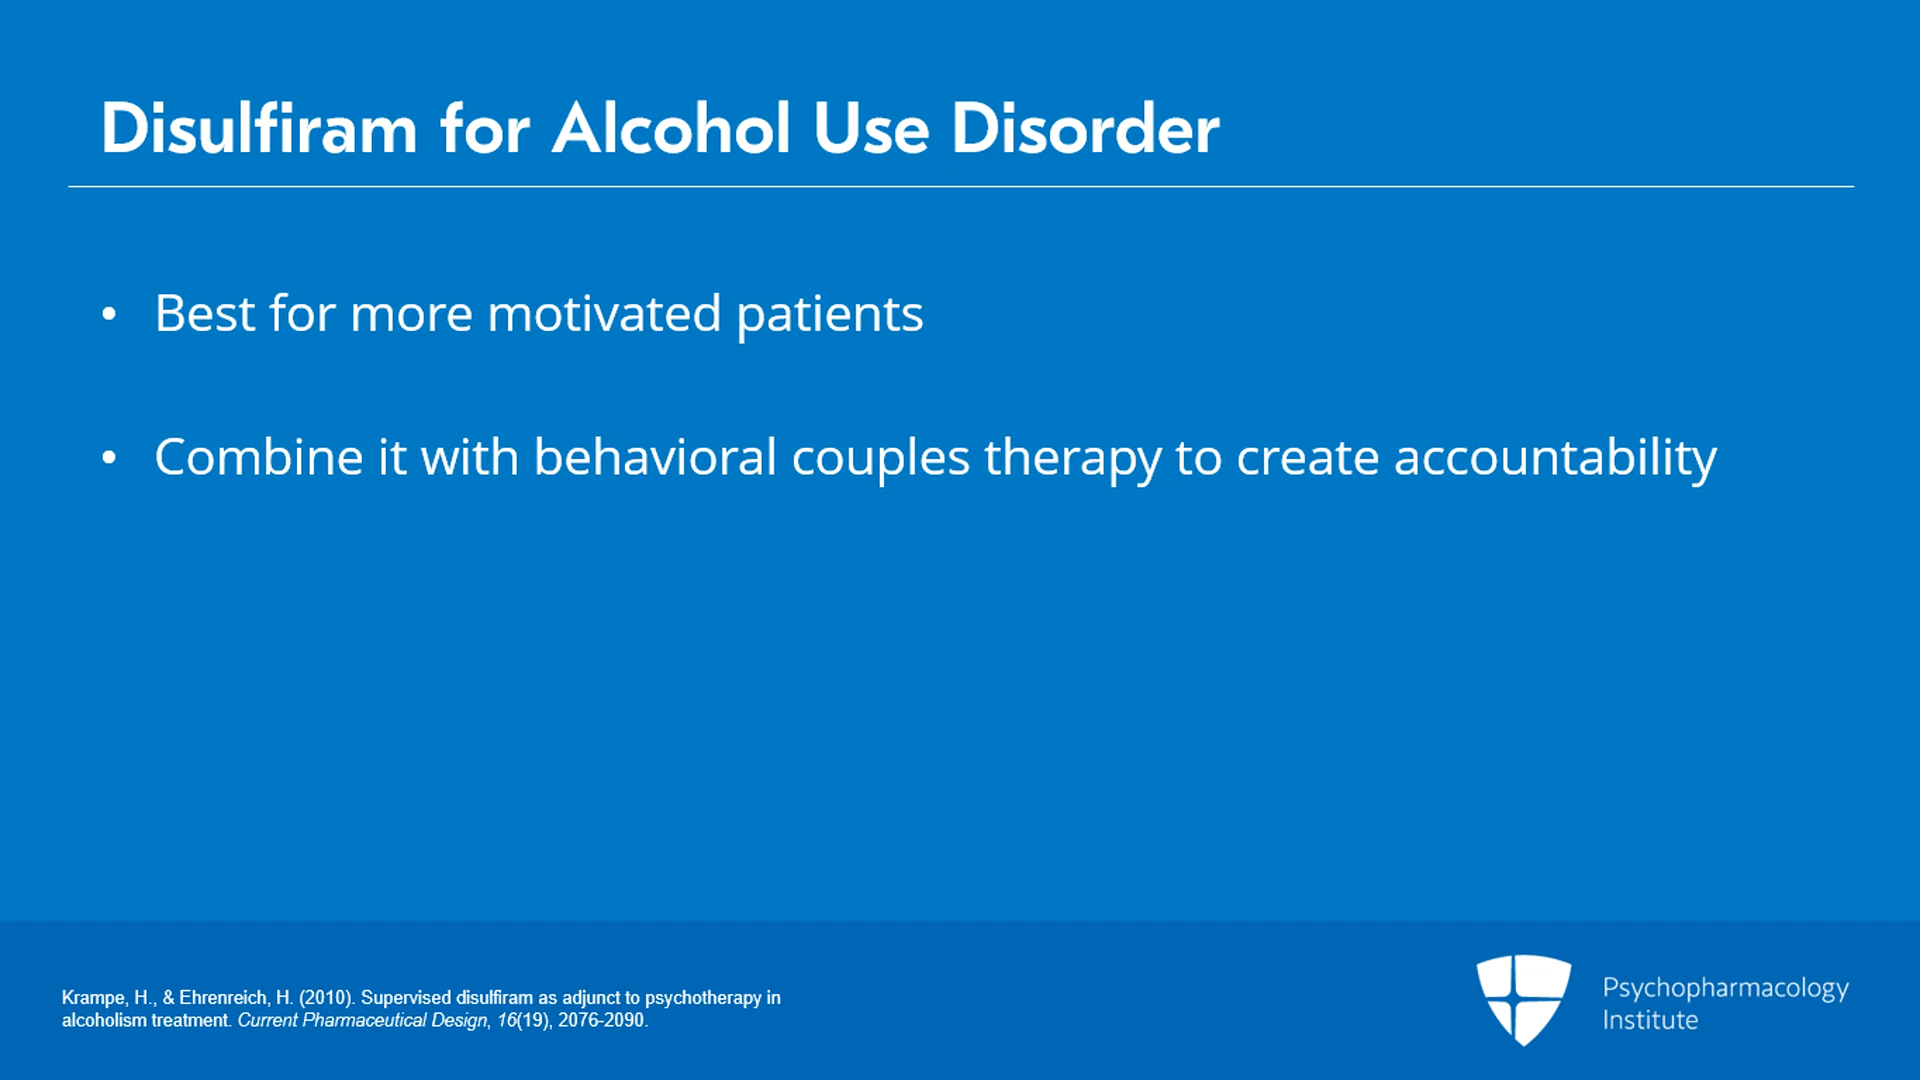 Disulfiram for Alcohol Use Disorder
• Best for more motivated patients
• Combine it with behavioral couples therapy to create accountability
Krampe, H., & Ehrenreich, H. (2010). Supervised disulfiram as adjunct to psychotherapy in
alcoholism treatment. Current Pharmaceutical Design, 16(19), 2076-2090.
Psychopharmacology
Institute